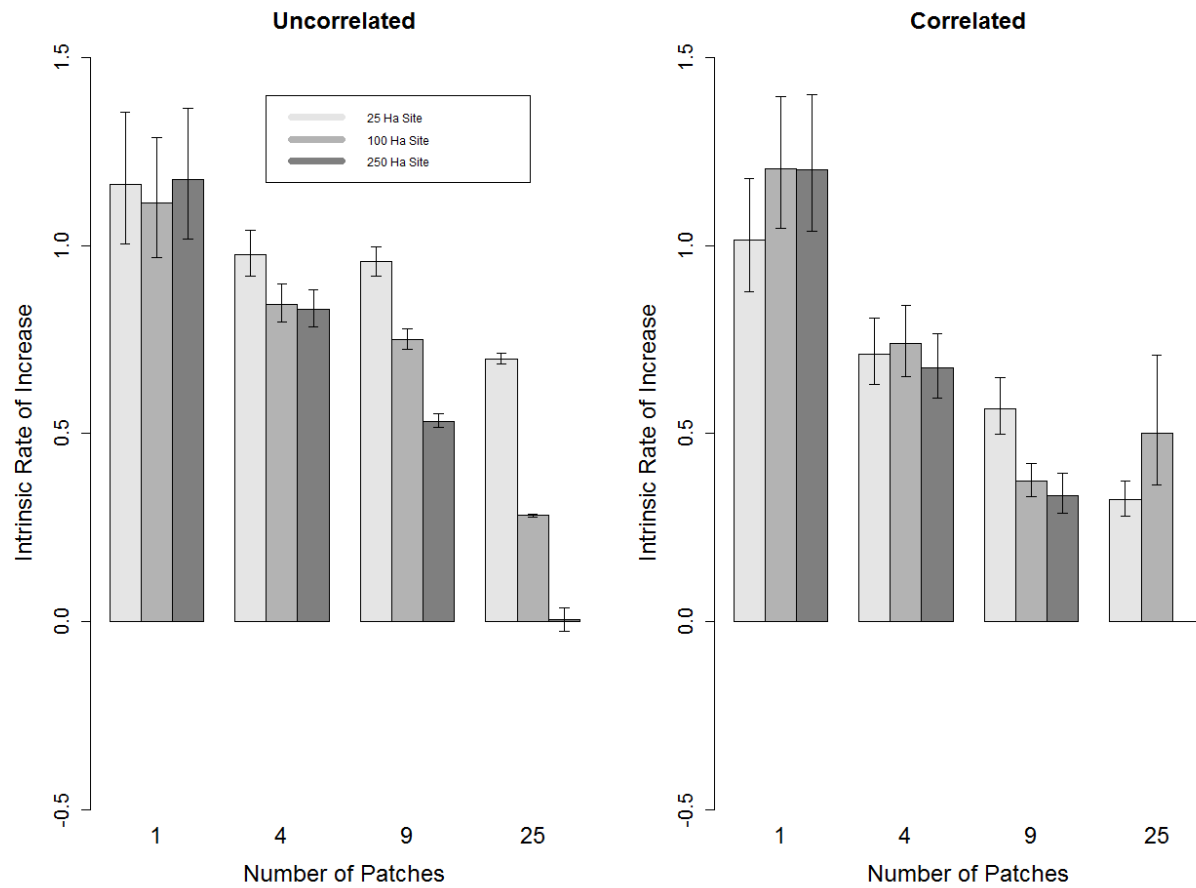 Uncorrelated
Intrinsic Rate of Increase
1.5
1.0
0.5
0.0
-0.5
25 Ha Site
100 Ha Site
250 Ha Site
1 4 9 25
Number of Patches
Correlated
Intrinsic Rate of Increase
1.5
1.0
0.5
0.0
-0.5
1 4 9 25
Number of Patches